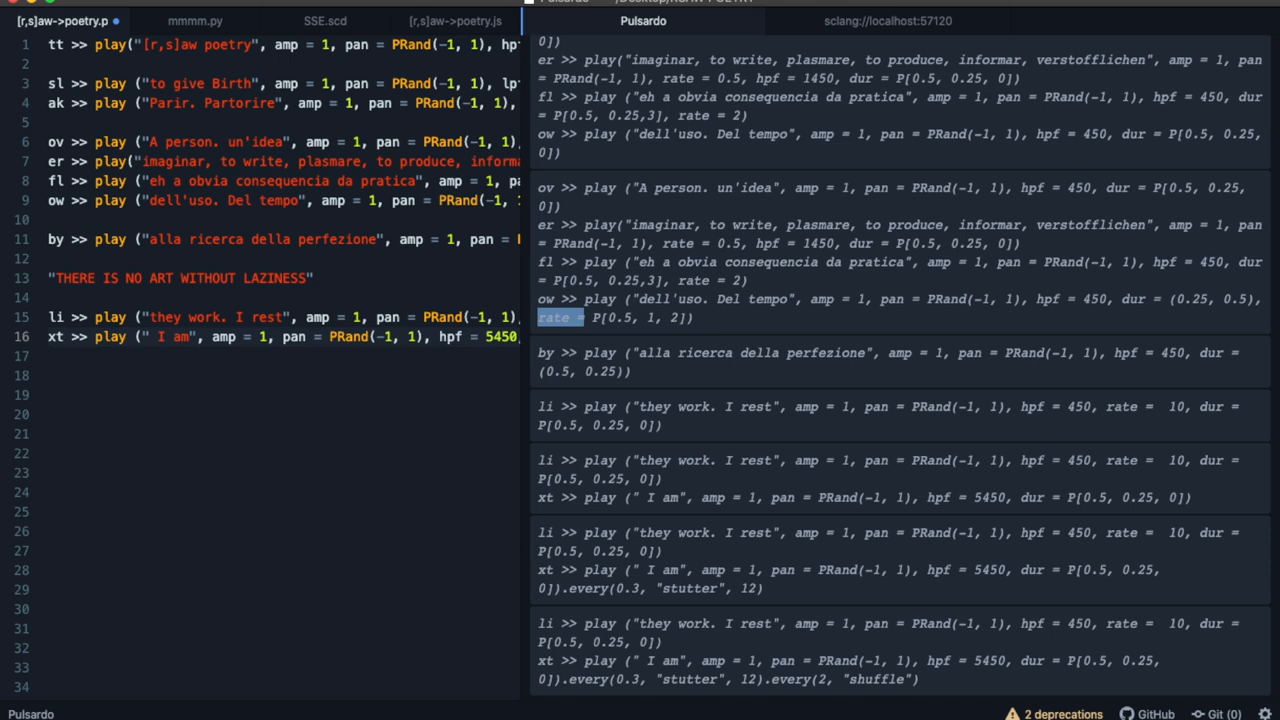 [r,s]aw->poetry.p
mmmm.py
SSE.scd
[r,s]aw->poetry.js
Pulsardo
sclang://localhost:57120
1 tt >> play("[r,s]aw poetry", amp = 1, pan = PRand(-1, 1), hp
2
3 sl >> play ("to give Birth", amp = 1, pan = PRand(-1, 1), lp
4 ak >> play ("Parir. Partorire", amp = 1, pan = PRand(-1, 1),
5
6 ov >> play ("A person. un'idea", amp = 1, pan = PRand(-1, 1),
7 er >> play("imaginar, to write, plasmare, to produce, informa
8 fl >> play ("eh a obvia consequencia da pratica", amp = 1, pa
9 ow >> play ("dell'uso. Del tempo", amp = 1, pan = PRand(-1, 1
10
11 by >> play ("alla ricerca della perfezione", amp = 1, pan =
12
13 "THERE IS NO ART WITHOUT LAZINESS"
14
15 li >> play ("they work. I rest", amp = 1, pan = PRand(-1, 1),
16 xt >> play (" I am", amp = 1, pan = PRand(-1, 1), hpf = 5450,
17
18
19
20
21
22
23
24
25
26
27
28
29
30
31
32
33
34
0])
er >> play("imaginar, to write, plasmare, to produce, informar, verstofflichen", amp = 1, pan
= PRand(-1, 1), rate = 0.5, hpf = 1450, dur = P[0.5, 0.25, 0])
fl >> play ("eh a obvia consequencia da pratica", amp = 1, pan = PRand(-1, 1), hpf = 450, dur
= P[0.5, 0.25,3], rate = 2)
ow >> play ("dell'uso. Del tempo", amp = 1, pan = PRand(-1, 1), hpf = 450, dur = P[0.5, 0.25,
0])
ov >> play ("A person. un'idea", amp = 1, pan = PRand(-1, 1), hpf = 450, dur = P[0.5, 0.25,
0])
er >> play("imaginar, to write, plasmare, to produce, informar, verstofflichen", amp = 1, pan
= PRand(-1, 1), rate = 0.5, hpf = 1450, dur = P[0.5, 0.25, 0])
fl >> play ("eh a obvia consequencia da pratica", amp = 1, pan = PRand(-1, 1), hpf = 450, dur
= P[0.5, 0.25,3], rate = 2)
ow >> play ("dell'uso. Del tempo", amp = 1, pan = PRand(-1, 1), hpf = 450, dur = (0.25, 0.5),
rate = P[0.5, 1, 2])
by >> play ("alla ricerca della perfezione", amp = 1, pan = PRand(-1, 1), hpf = 450, dur =
(0.5, 0.25))
li >> play ("they work. I rest", amp = 1, pan = PRand(-1, 1), hpf = 450, rate =  10, dur =
P[0.5, 0.25, 0])
li >> play ("they work. I rest", amp = 1, pan = PRand(-1, 1), hpf = 450, rate =  10, dur =
P[0.5, 0.25, 0])
xt >> play (" I am", amp = 1, pan = PRand(-1, 1), hpf = 5450, dur = P[0.5, 0.25, 0])
li >> play ("they work. I rest", amp = 1, pan = PRand(-1, 1), hpf = 450, rate =  10, dur =
P[0.5, 0.25, 0])
xt >> play (" I am", amp = 1, pan = PRand(-1, 1), hpf = 5450, dur = P[0.5, 0.25,
0]).every(0.3, "stutter", 12)
li >> play ("they work. I rest", amp = 1, pan = PRand(-1, 1), hpf = 450, rate =  10, dur =
P[0.5, 0.25, 0])
xt >> play (" I am", amp = 1, pan = PRand(-1, 1), hpf = 5450, dur = P[0.5, 0.25,
0]).every(0.3, "stutter", 12).every(2, "shuffle")
Pulsardo
2 deprecations
GitHub
Git (0)